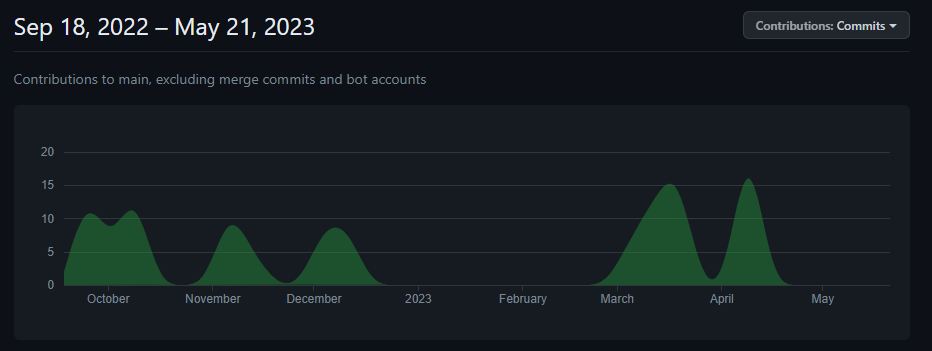 Sep 18, 2022 – May 21, 2023
Contributions: Commits
Contributions to main, excluding merge commits and bot accounts
20
15
10
5
0
October November December 2023 February March April May